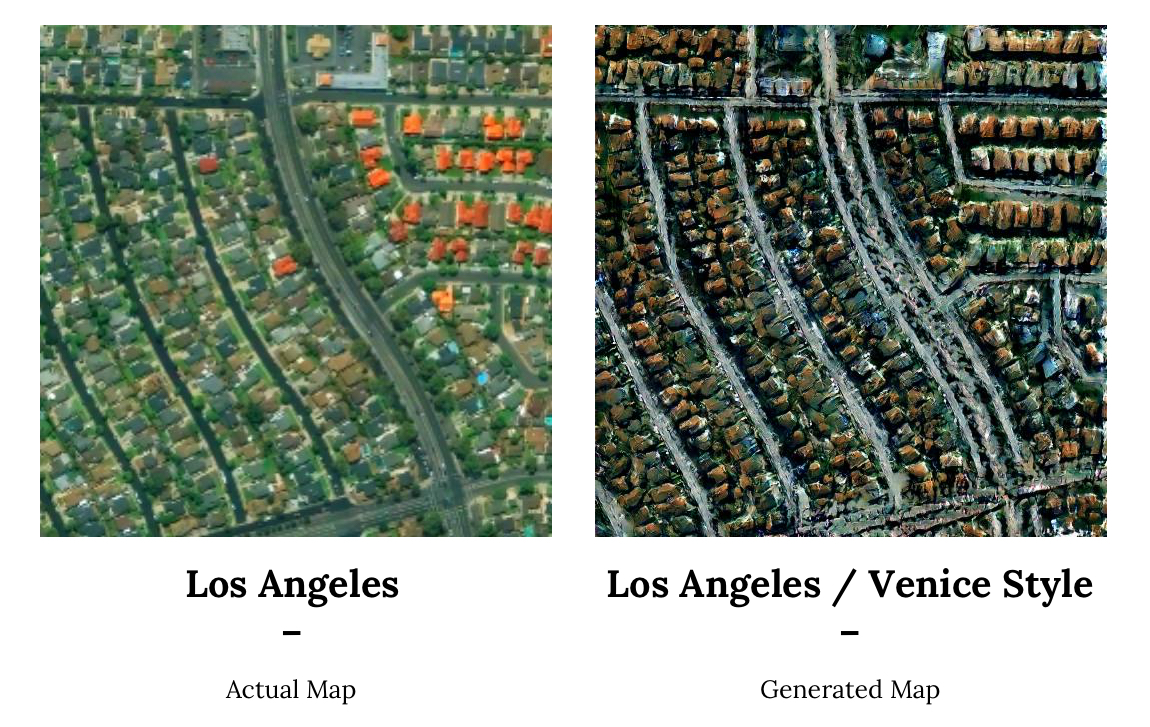 Los Angeles
–
Actual Map
Los Angeles / Venice Style
–
Generated Map